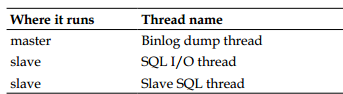 Where it runs Thread name
master Binlog dump thread
slave SQL I/O thread
slave Slave SQL thread